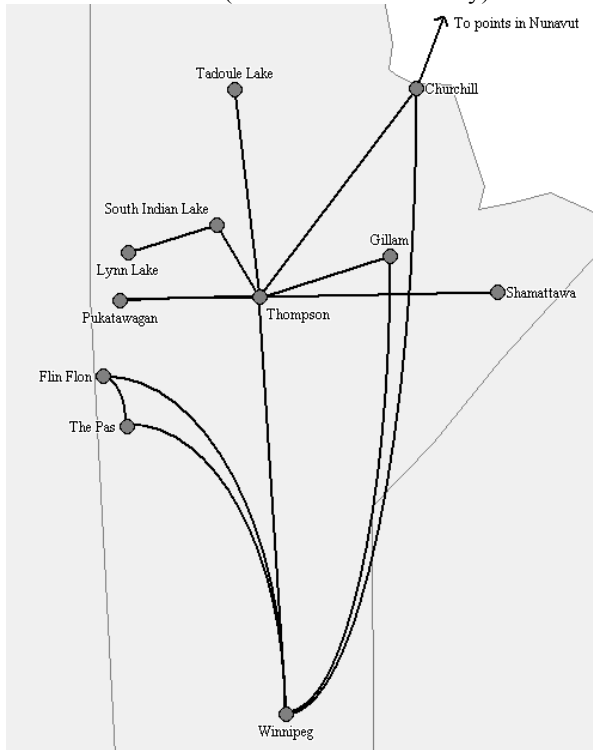 To points in Nunavut
Tadoule Lake
Churchill
South Indian Lake
Gillam
Lynn Lake
Shamattawa
Pukatawagan
Thompson
Flin Flon
The Pas
Winnipeg